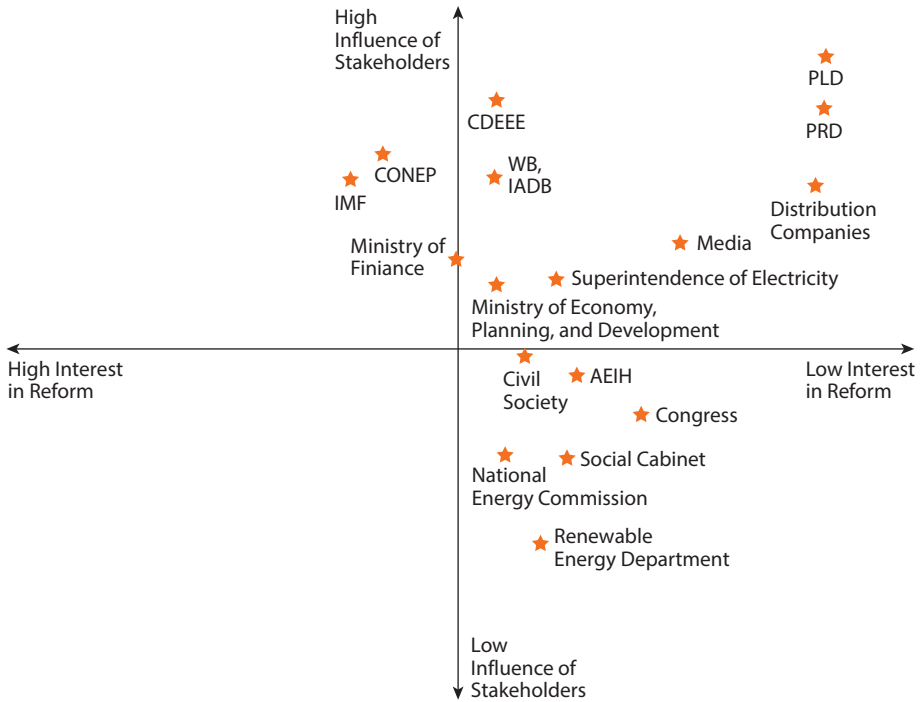 High
Influence of
Stakeholders
PLD
CDEEE
PRD
WB,
IADB
CONEP
IMF
Distribution
Companies
Media
Ministry of
Finiance
Superintendence of Electricity
Ministry of Economy,
Planning, and Development
High Interest
in Reform
Low Interest
in Reform
Civil
Society
AEIH
Congress
Social Cabinet
National
Energy Commission
Renewable
Energy Department
Low
Influence of
Stakeholders